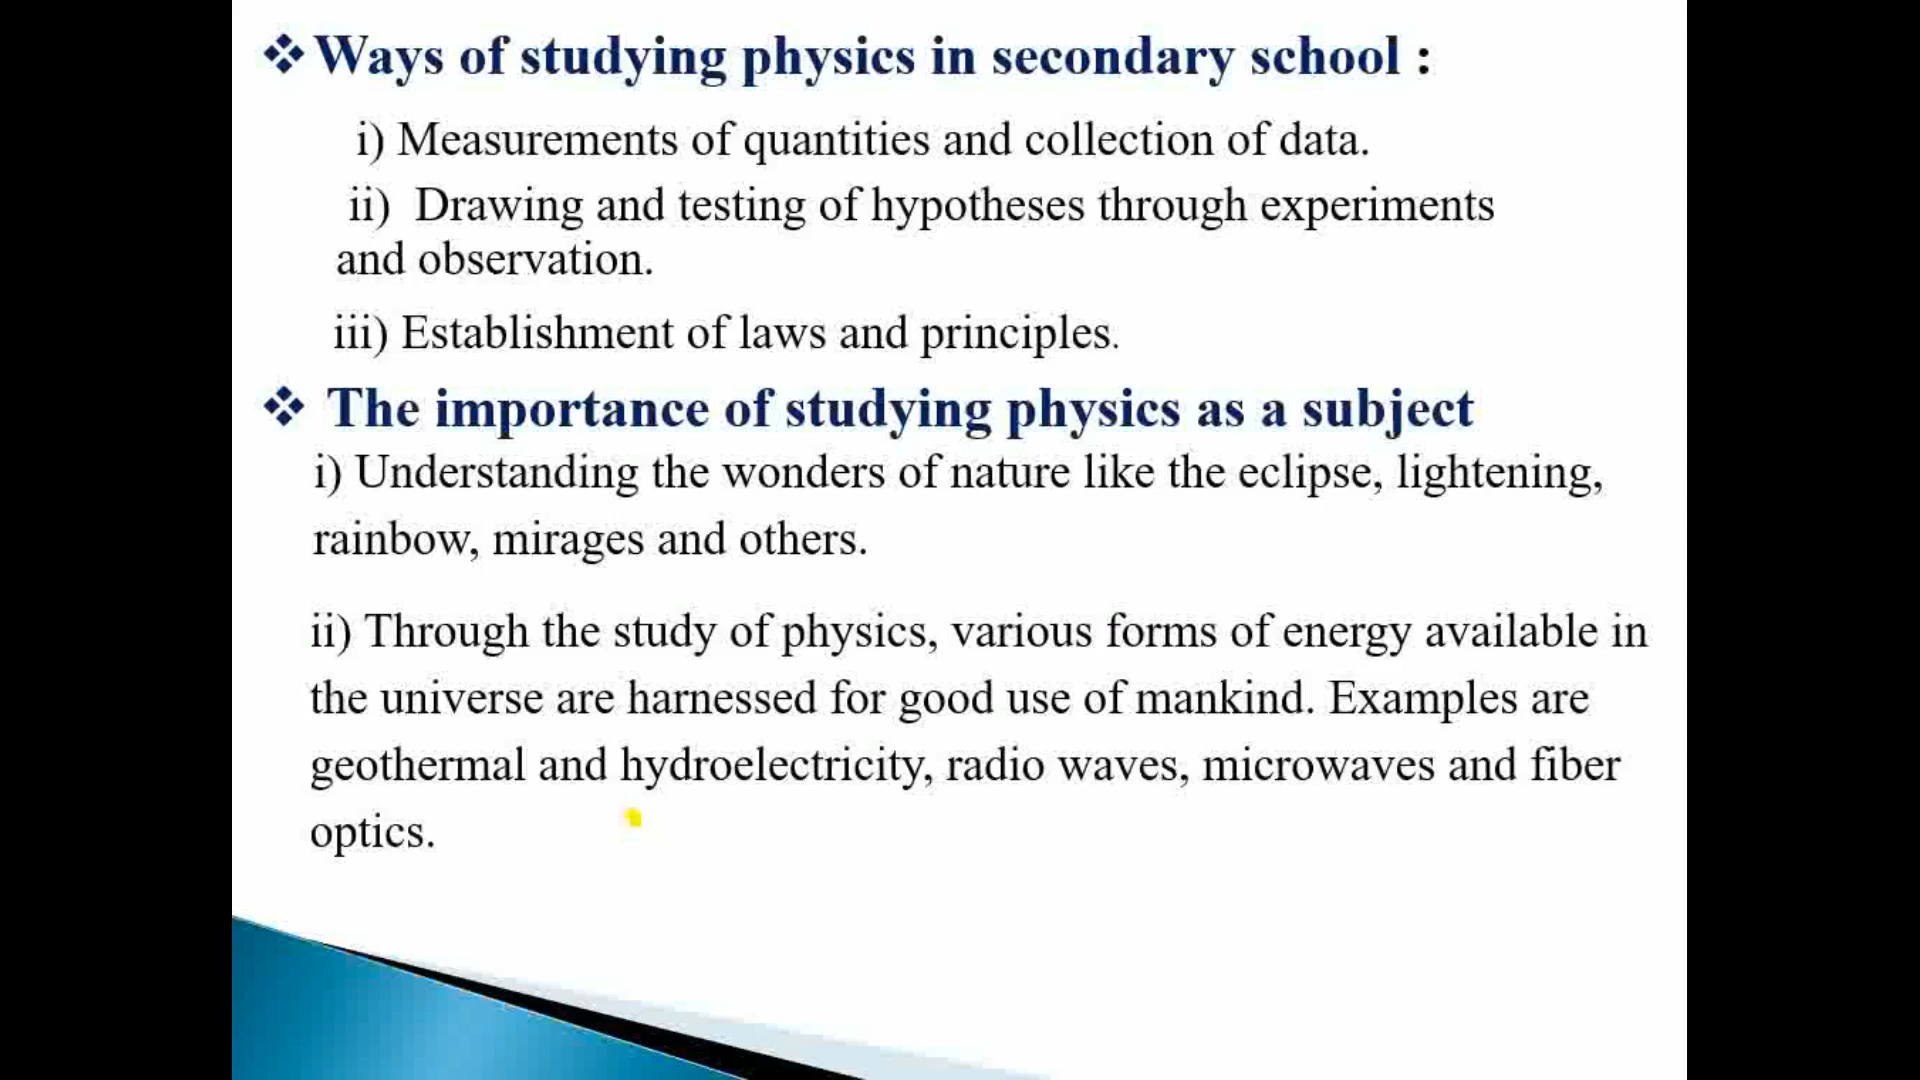 ❖Ways of studying physics in secondary school :
i) Measurements of quantities and collection of data.
ii) Drawing and testing of hypotheses through experiments
and observation.
iii) Establishment of laws and principles.
❖ The importance of studying physics as a subject
i) Understanding the wonders of nature like the eclipse, lightening,
rainbow, mirages and others.
ii) Through the study of physics, various forms of energy available in
the universe are harnessed for good use of mankind. Examples are
geothermal and hydroelectricity, radio waves, microwaves and fiber
optics.